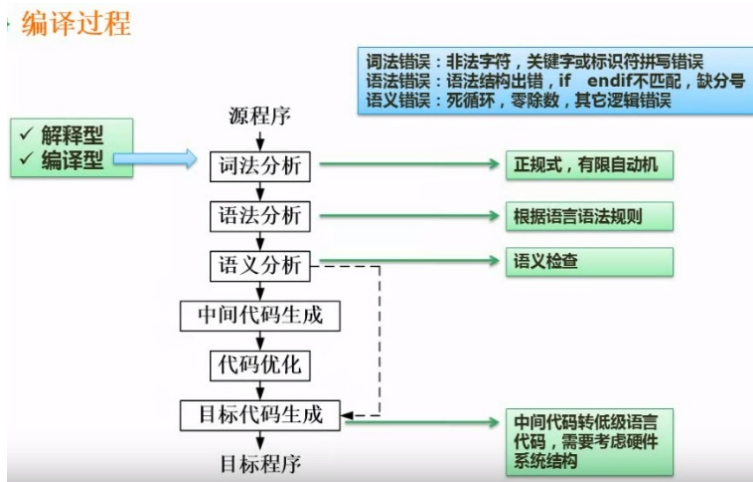 编译过程
词法错误：非法字符，关键字或标识符拼写错误
语法错误：语法结构出错，if endif不匹配，缺分号
语义错误：死循环，零除数，其它逻辑错误
源程序
✓ 解释型
✓ 编译型
词法分析
正规式，有限自动机
语法分析
根据语言语法规则
语义分析
语义检查
中间代码生成
代码优化
目标代码生成
中间代码转低级语言
代码，需要考虑硬件
系统结构
目标程序